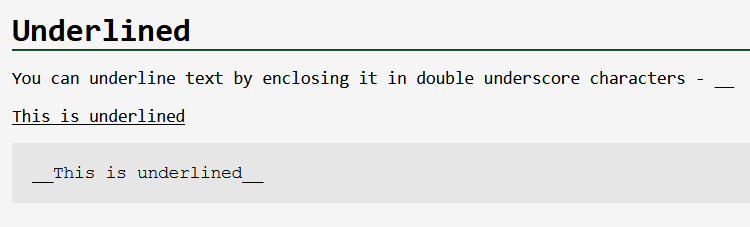 Underlined
You can underline text by enclosing it in double underscore characters - __
This is underlined
__This is underlined__